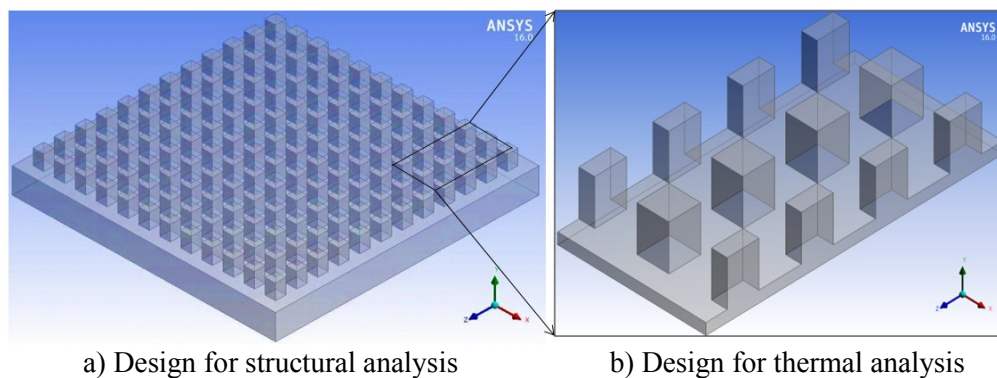 ANSYS
16.0
ANSYS
16.0
Y
Z
X
Y
Z
X
a) Design for structural analysis
b) Design for thermal analysis